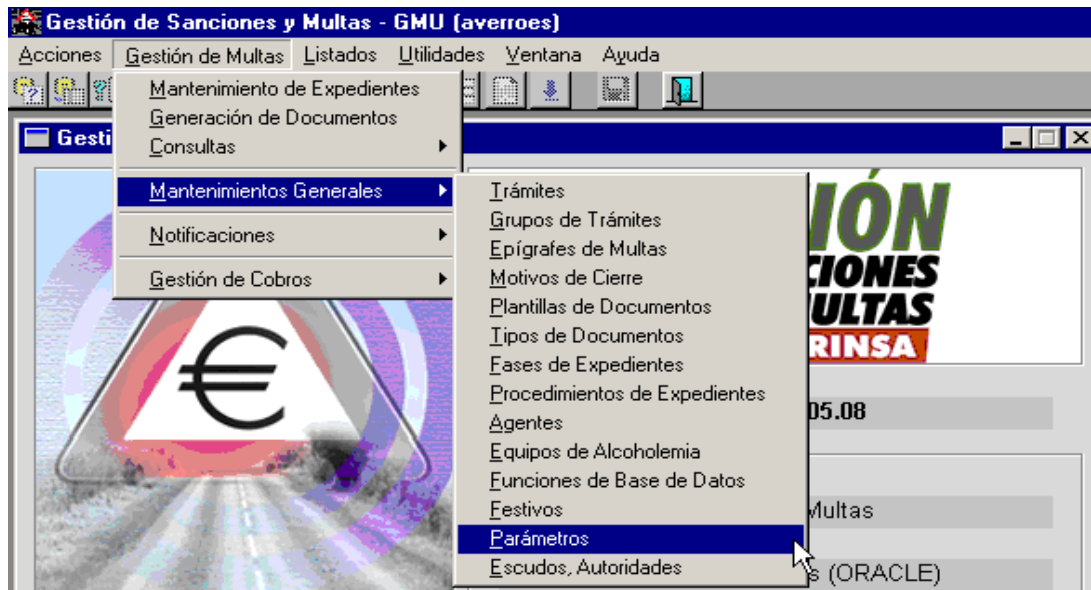 Gestión de Sanciones y Multas - GMU (averroes)
Acciones Gestión de Multas Listados Utilidades Ventana Ayuda
Mantenimiento de Expedientes
Generación de Documentos
Consultas
Mantenimientos Generales
Notificaciones
Gestión de Cobros
Gesti
Trámites
Grupos de Trámites
Epígrafes de Multas
Motivos de Cierre
Plantillas de Documentos
Tipos de Documentos
Fases de Expedientes
Procedimientos de Expedientes
Agentes
Equipos de Alcoholemia
Funciones de Base de Datos
Festivos
Parámetros
Escudos, Autoridades
IÓN
CIONES
ULTAS
RINSA
05.08
Multas
s (ORACLE)
€